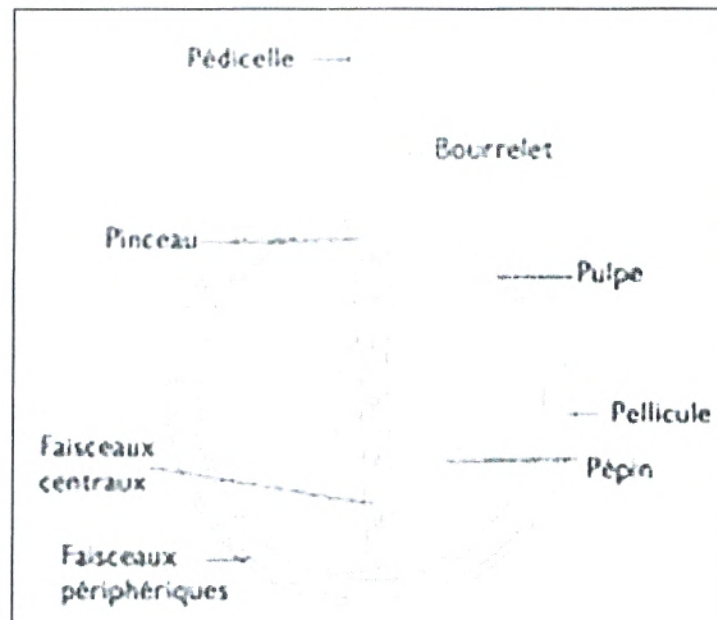 Pédicelle
Bourrelet
Pinceau
Pulpe
Pellicule
Faisceaux
centraux
Pépin
Faisceaux
périphériques